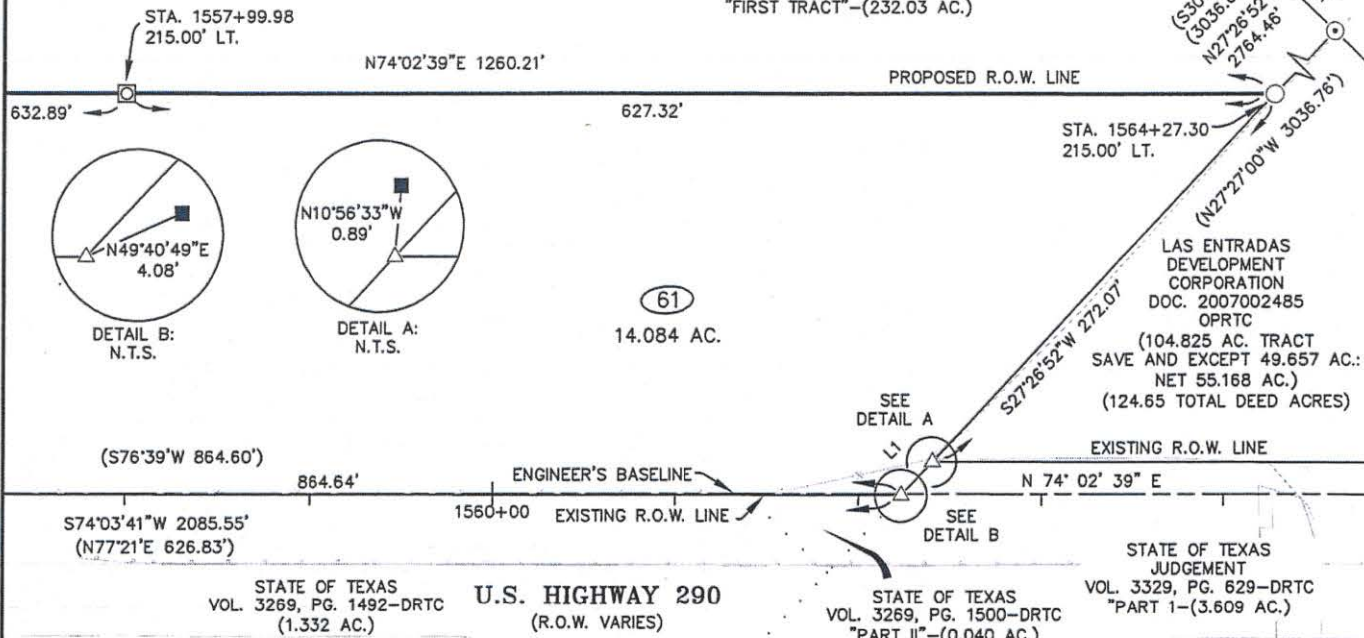 "FIRST TRACT"-(232.03 AC.)
STA. 1557+99.98
215.00' LT.
N74°02'39"E 1260.21'
PROPOSED R.O.W. LINE
(3036.
N27°26'52"
2764.46'
632.89'
627.32'
STA. 1564+27.30
215.00' LT.
(N27°27'00"W 3036.76')
N49°40'49"E
4.08'
DETAIL B:
N.T.S.
N10°56'33"W
0.89'
DETAIL A:
N.T.S.
61
14.084 AC.
S27°26'52"W 272.07'
LAS ENTRADAS
DEVELOPMENT
CORPORATION
DOC. 2007002485
OPRTC
(104.825 AC. TRACT
SAVE AND EXCEPT 49.657 AC.:
NET 55.168 AC.)
(124.65 TOTAL DEED ACRES)
SEE
DETAIL A
L1
EXISTING R.O.W. LINE
(S76°39'W 864.60')
864.64'
ENGINEER'S BASELINE
N 74° 02' 39" E
1560+00
EXISTING R.O.W. LINE
SEE
DETAIL B
S74°03'41"W 2085.55'
(N77°21'E 626.83')
STATE OF TEXAS
VOL. 3269, PG. 1492-DRTC
(1.332 AC.)
U.S. HIGHWAY 290
(R.O.W. VARIES)
STATE OF TEXAS
VOL. 3269, PG. 1500-DRTC
"PART II"-(0.040 AC.)
STATE OF TEXAS
JUDGEMENT
VOL. 3329, PG. 629-DRTC
"PART 1-(3.609 AC.)